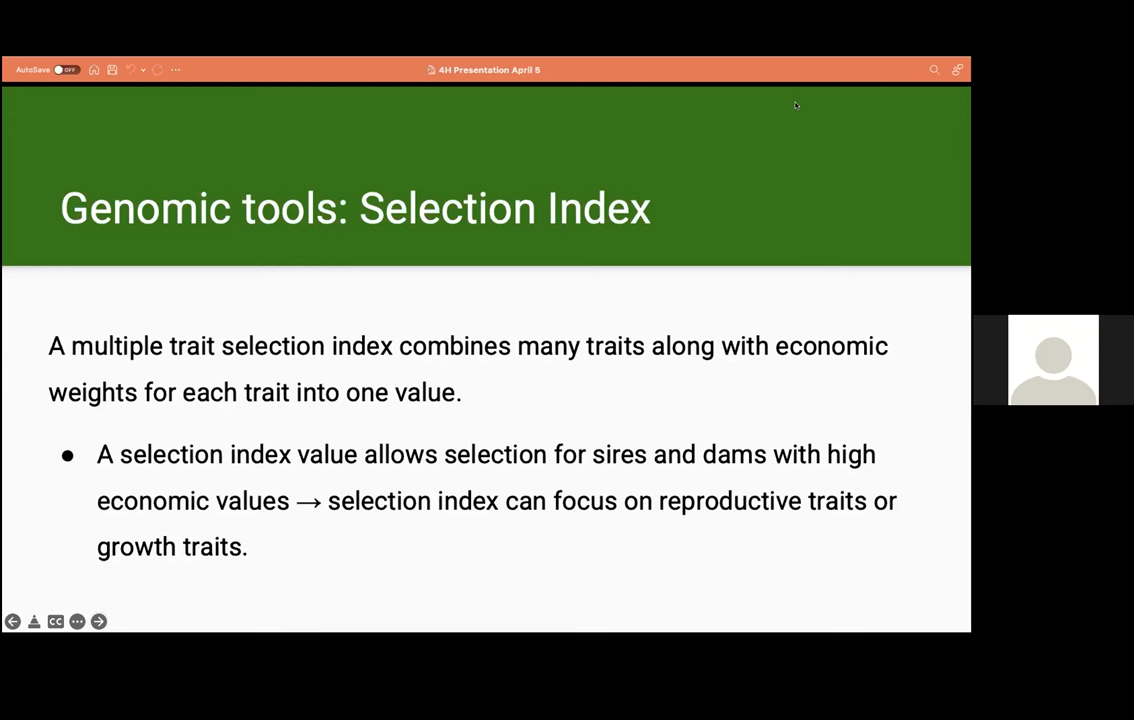 AutoSave OFF 4H Presentation April 5
Genomic tools: Selection Index
A multiple trait selection index combines many traits along with economic
weights for each trait into one value.
● A selection index value allows selection for sires and dams with high
economic values → selection index can focus on reproductive traits or
growth traits.
CC